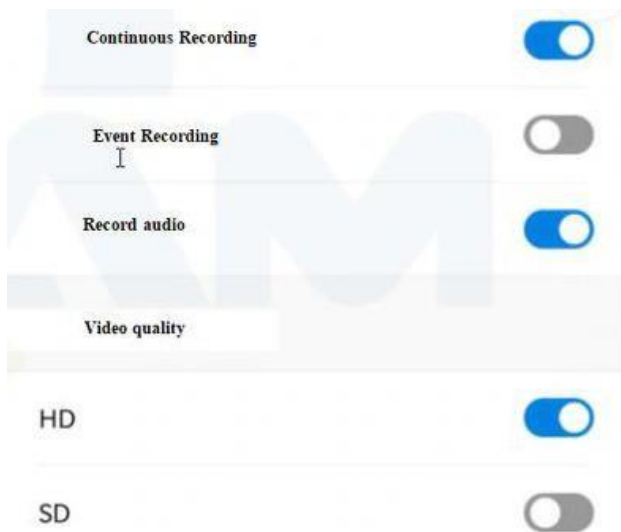 Continuous Recording
Event Recording
Record audio
Video quality
HD
SD